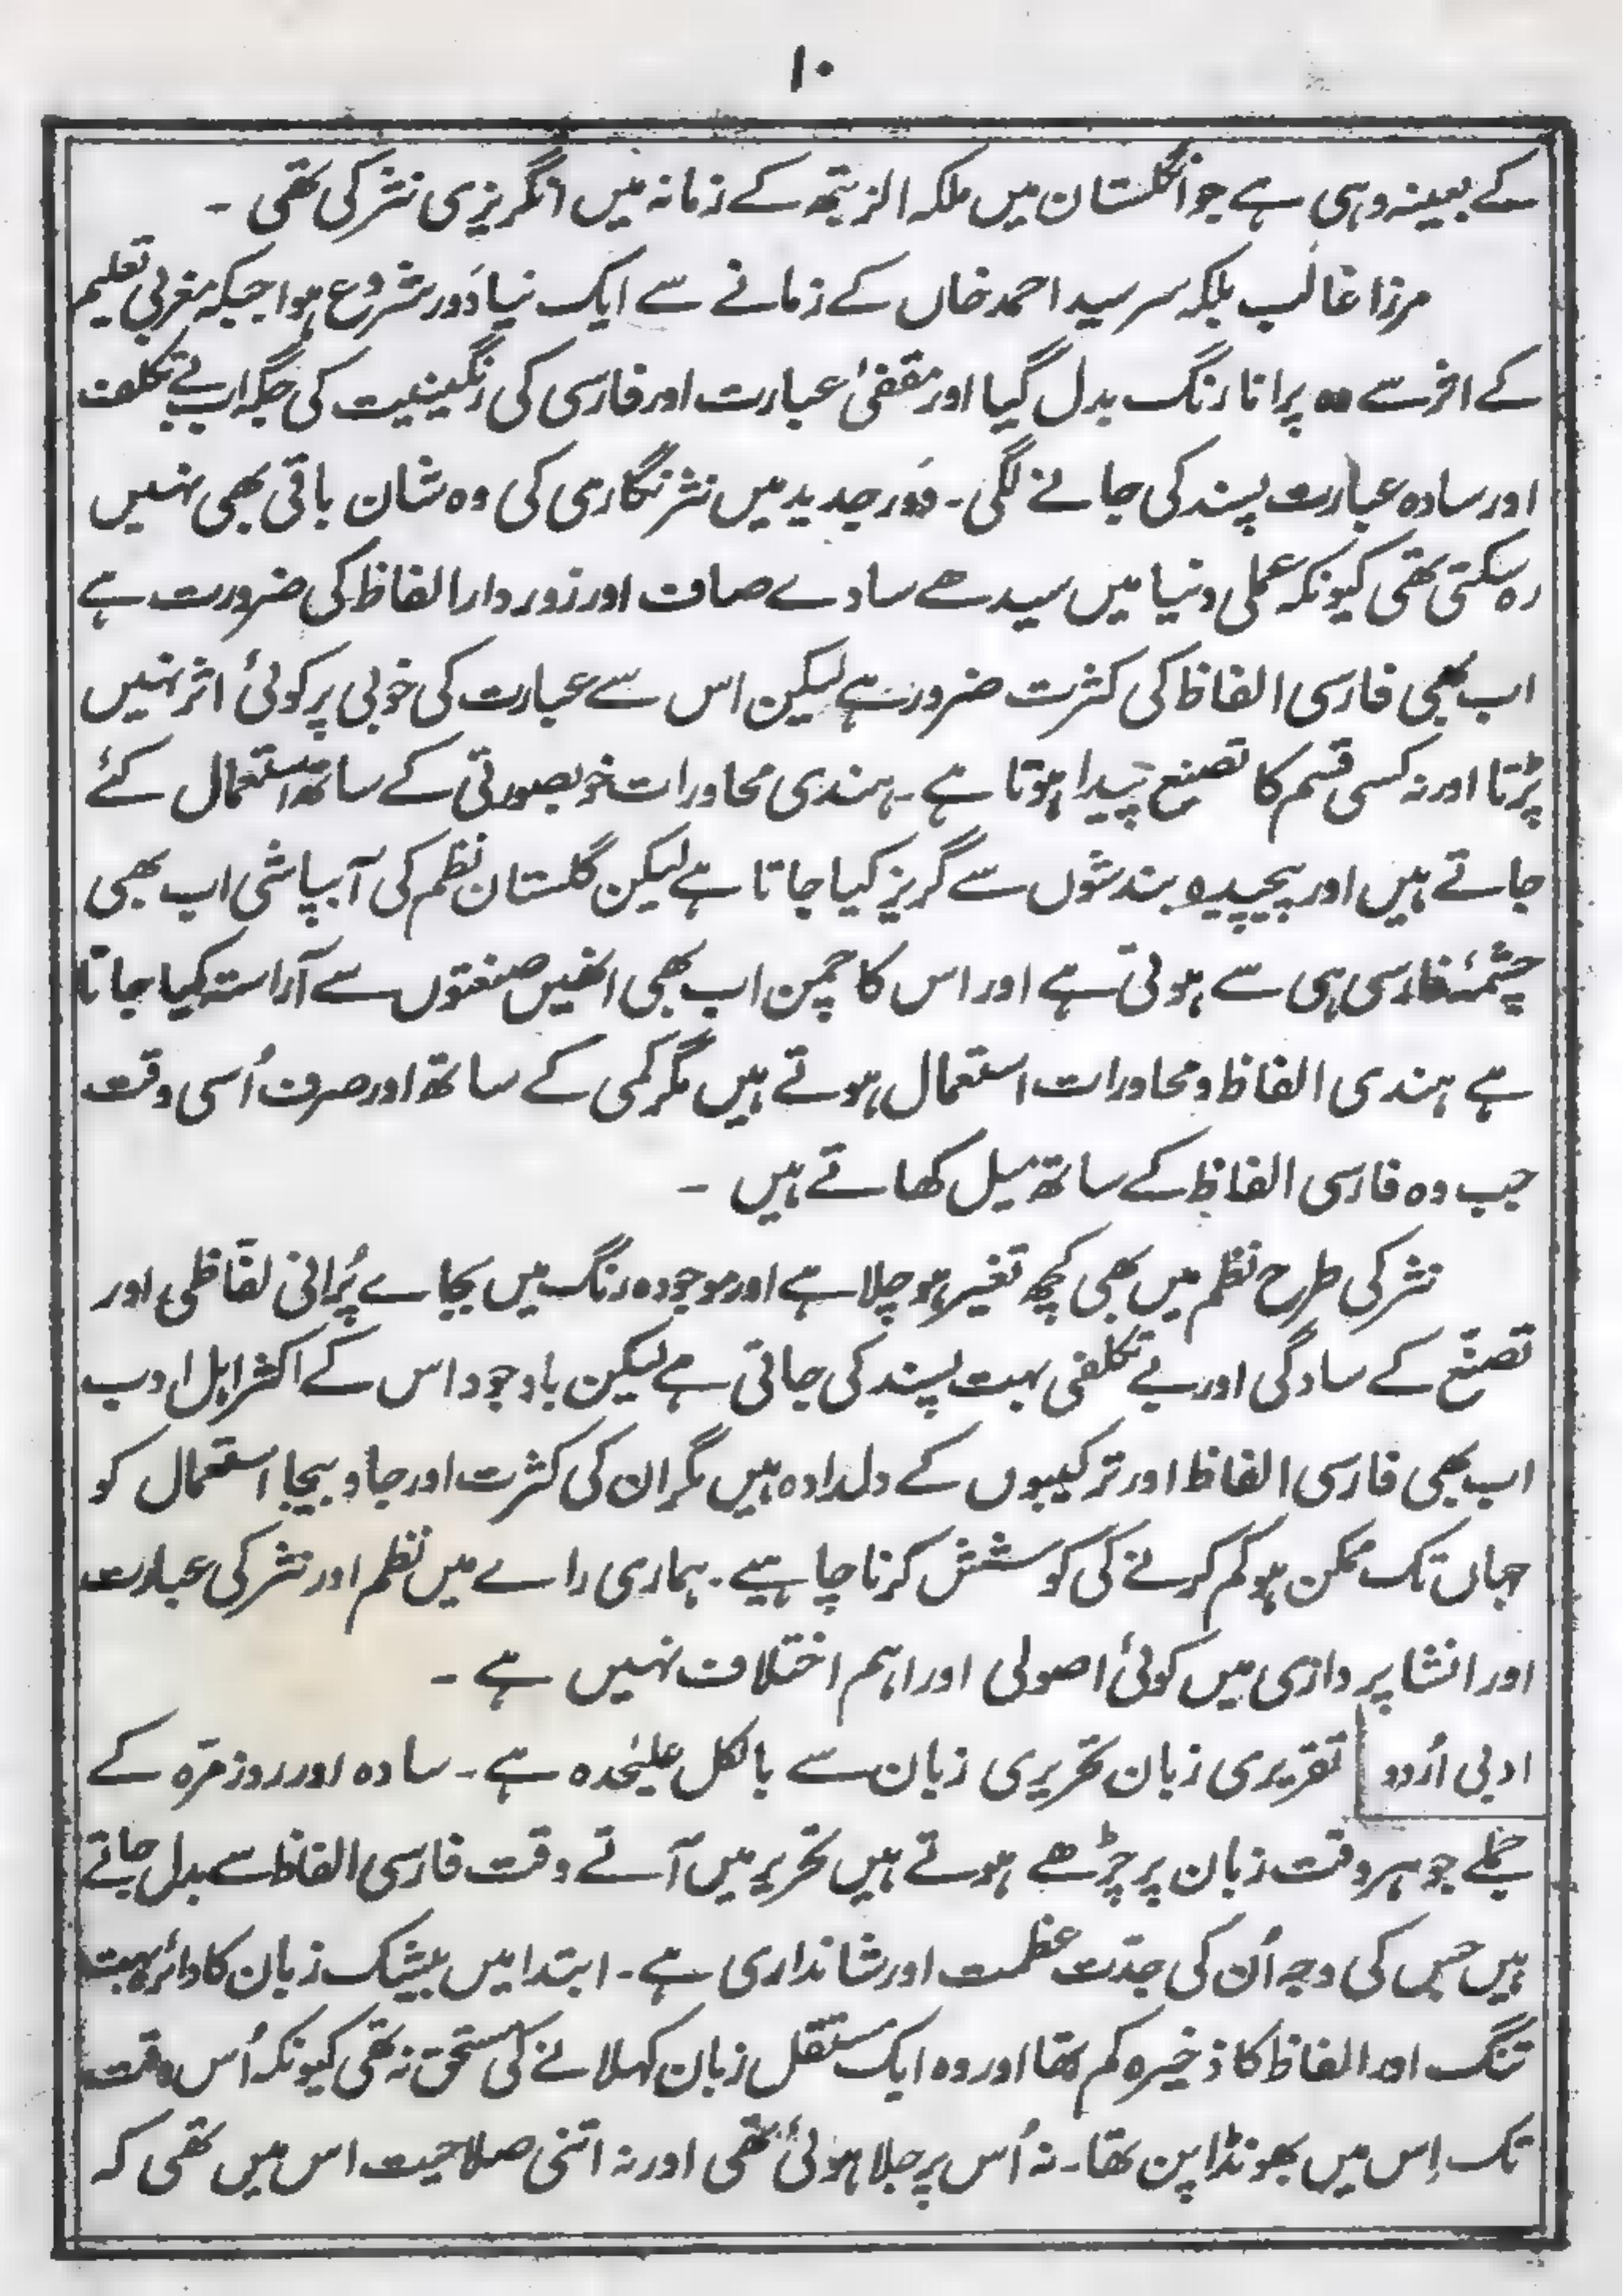 ۱۰
کے بعینہ وہی ہے جو انگلستان میں ملکہ الزبتھ کے زمانہ میں انگریزی نثر کی تھی ۔
مرزا غالب بلکہ سر سید احمد خاں کے زمانے سے ایک نیا دَور شروع ہوا جبکہ مغربی تعلیم
کے اثر سے وہ پرانا رنگ بدل گیا اور مقفیٰ عبارت اور فارسی کی رنگینیت کی جگہ اب بے تکلف
اور سادہ عبارت پسند کی جانے لگی ۔ دَور جدید میں نثر نگاری کی وہ شان باقی بھی نہیں
رہ سکتی تھی کیونکہ عملی دنیا میں سیدھے سادے صاف اور زور دار الفاظ کی ضرورت ہے
اب بھی فارسی الفاظ کی کثرت ضرور ہے لیکن اس سے عبارت کی خوبی پر کوئی اثر نہیں
پڑتا اور نہ کسی قسم کا تصنع پیدا ہوتا ہے ۔ ہندی محاورات خوبصورتی کے ساتھ استعمال کئے
جاتے ہیں اور پیچیدہ بندشوں سے گریز کیا جاتا ہے لیکن گلستان نظم کی آبپاشی اب بھی
چشمۂ فارسی ہی سے ہوتی ہے اور اس کا چمن اب بھی انھیں صنعتوں سے آراستہ کیا جاتا
ہے ہندی الفاظ و محاورات استعمال ہوتے ہیں مگر کمی کے ساتھ اور صرف اُسی وقت
جب وہ فارسی الفاظ کے ساتھ میل کھاتے ہیں ۔
نثر کی طرح نظم میں بھی کچھ تغیر ہو چلا ہے اور موجودہ رنگ میں بجاے پُرانی لفّاظی اور
تصنّع کے سادگی اور بے تکلفی بہت پسند کی جاتی ہے لیکن باوجود اس کے اکثر اہل ادب
اب بھی فارسی الفاظ اور ترکیبوں کے دلدادہ ہیں مگر ان کی کثرت اور جا و بیجا استعمال کو
جہاں تک ممکن ہو کم کرنے کی کوشش کرنا چاہیے ۔ ہماری راے میں نظم اور نثر کی عبارت
اور انشا پردازی میں کوئی اصولی اور اہم اختلاف نہیں ہے ۔
ادبی اُردو تقریری زبان تحریری زبان سے بالکل علیٰحدہ ہے ۔ سادہ اور روزمرّہ کے
جملے جو ہر وقت زبان پر چڑھے ہوتے ہیں تحریر میں آتے وقت فارسی الفاظ سے بدل جاتے
ہیں جس کی وجہ اُن کی جدّت عظمت اور شانداری ہے ۔ ابتدا میں بیشک زبان کا دائرہ بہت
تنگ اور الفاظ کا ذخیرہ کم تھا اور وہ ایک مستقل زبان کہلانے کی مستحق نہ تھی کیونکہ اُس وقت
تک اِس میں بھونڈا پن تھا ۔ نہ اُس پر جلا ہوئی تھی اور نہ اتنی صلاحیت اس میں تھی کہ